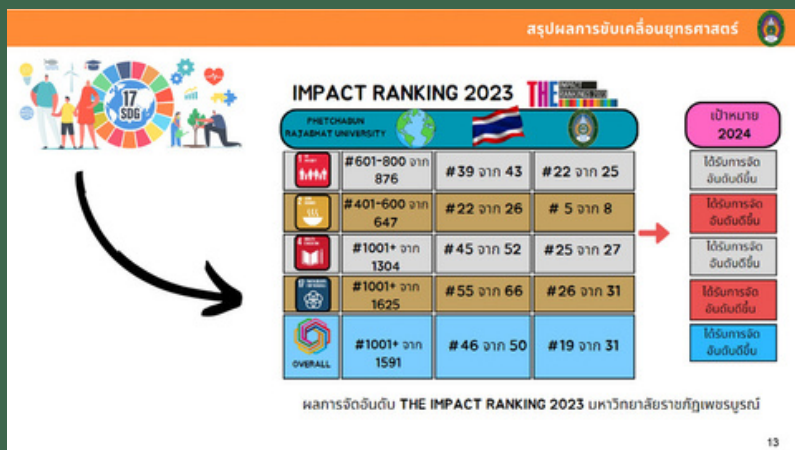 สรุปผลการขับเคลื่อนยุทธศาสตร์
17
SDG
IMPACT RANKING 2023
THE IMPACT
RANKINGS 2023
PHETCHABUN
RAJABHAT UNIVERSITY
เป้าหมาย
2024
#601-800 จาก
876
#39 จาก 43
#22 จาก 25
ได้รับการจัด
อันดับดีขึ้น
#401-600 จาก
647
#22 จาก 26
# 5 จาก 8
ได้รับการจัด
อันดับดีขึ้น
4
#1001+ จาก
1304
#45 จาก 52
#25 จาก 27
ได้รับการจัด
อันดับดีขึ้น
17
#1001+ จาก
1625
#55 จาก 66
#26 จาก 31
ได้รับการจัด
อันดับดีขึ้น
OVERALL
#1001+ จาก
1591
#46 จาก 50
#19 จาก 31
ได้รับการจัด
อันดับดีขึ้น
ผลการจัดอันดับ THE IMPACT RANKING 2023 มหาวิทยาลัยราชภัฏเพชรบูรณ์
13